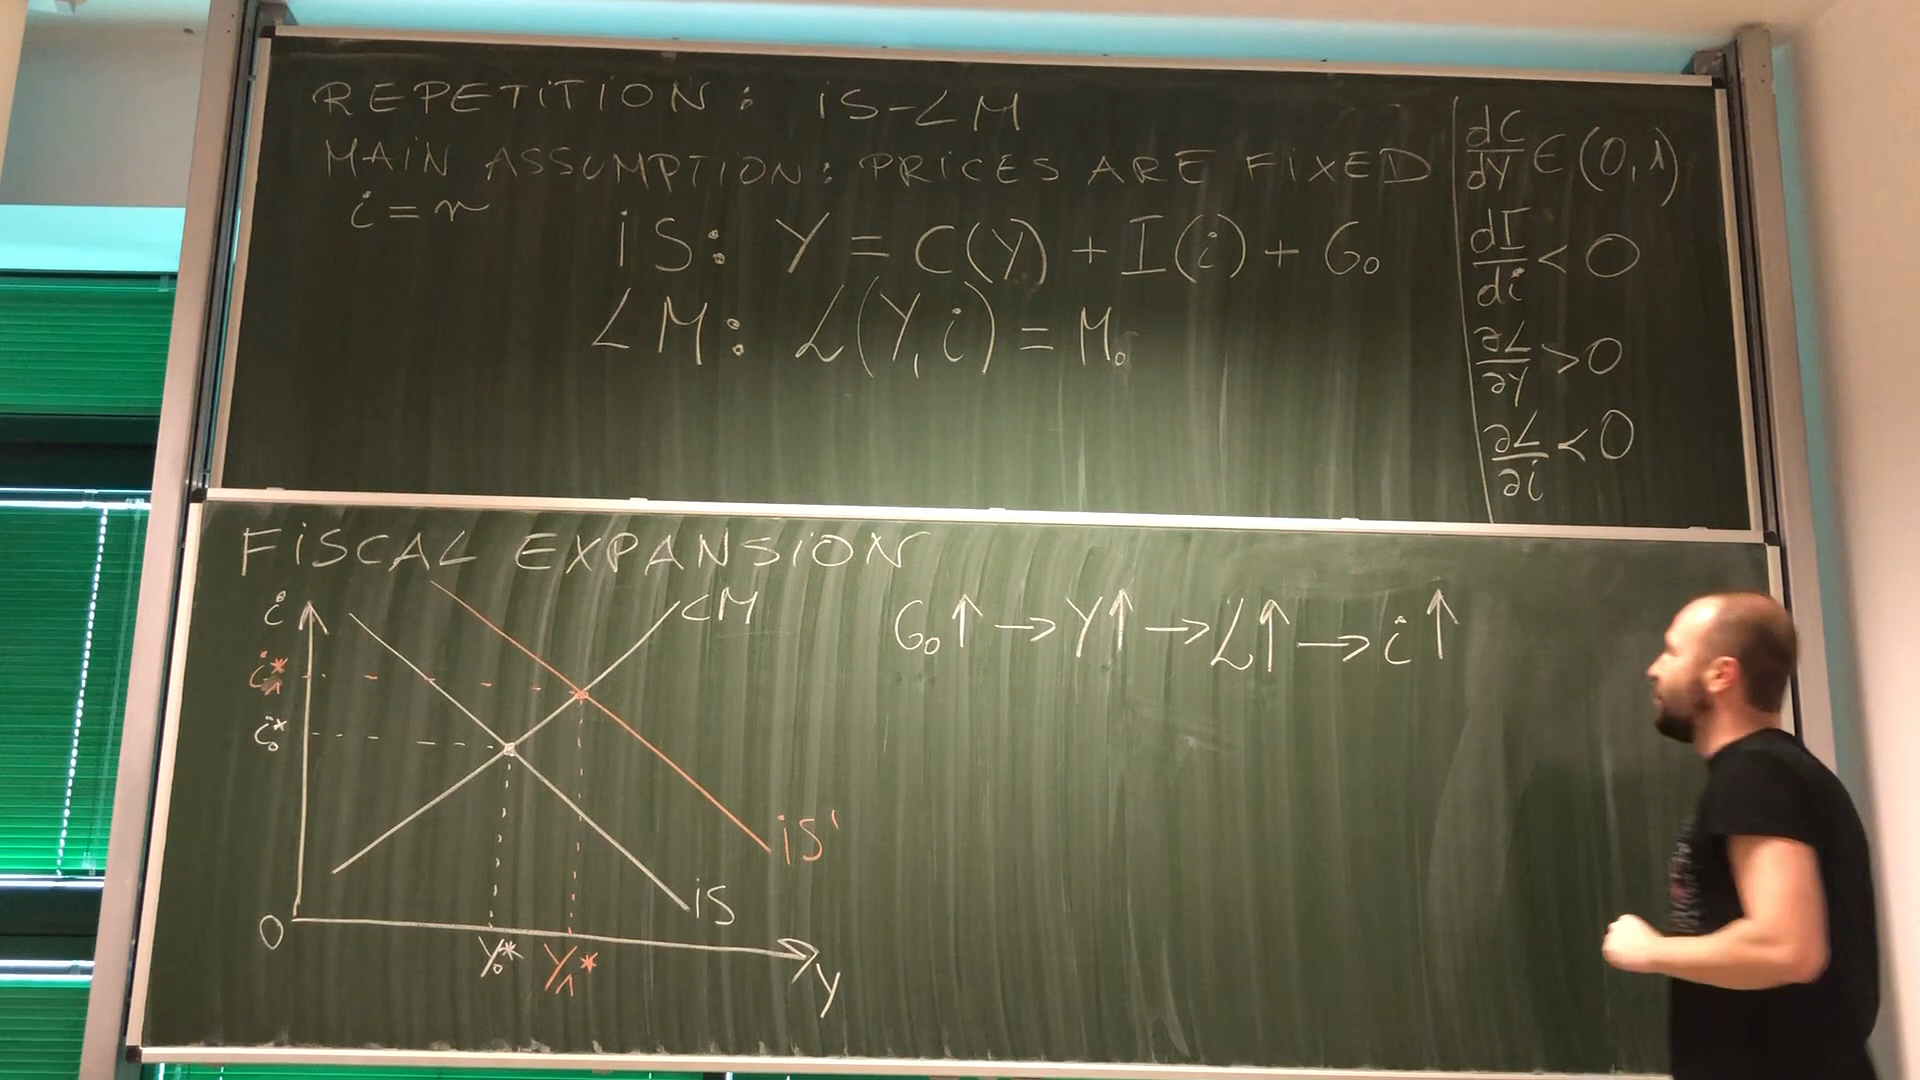 REPETITION: IS-LM
MAIN ASSUMPTION: PRICES ARE FIXED
i = r
IS: Y = C(Y) + I(i) + G₀
LM: L(Y, i) = M₀
dC/dY ∈ (0, 1)
dI/di < 0
∂L/∂Y > 0
∂L/∂i < 0
FISCAL EXPANSION
G₀↑ → Y↑ → L↑ → i↑
i
LM
i₁*
i₀*
IS'
IS
0
Y₀* Y₁*
Y